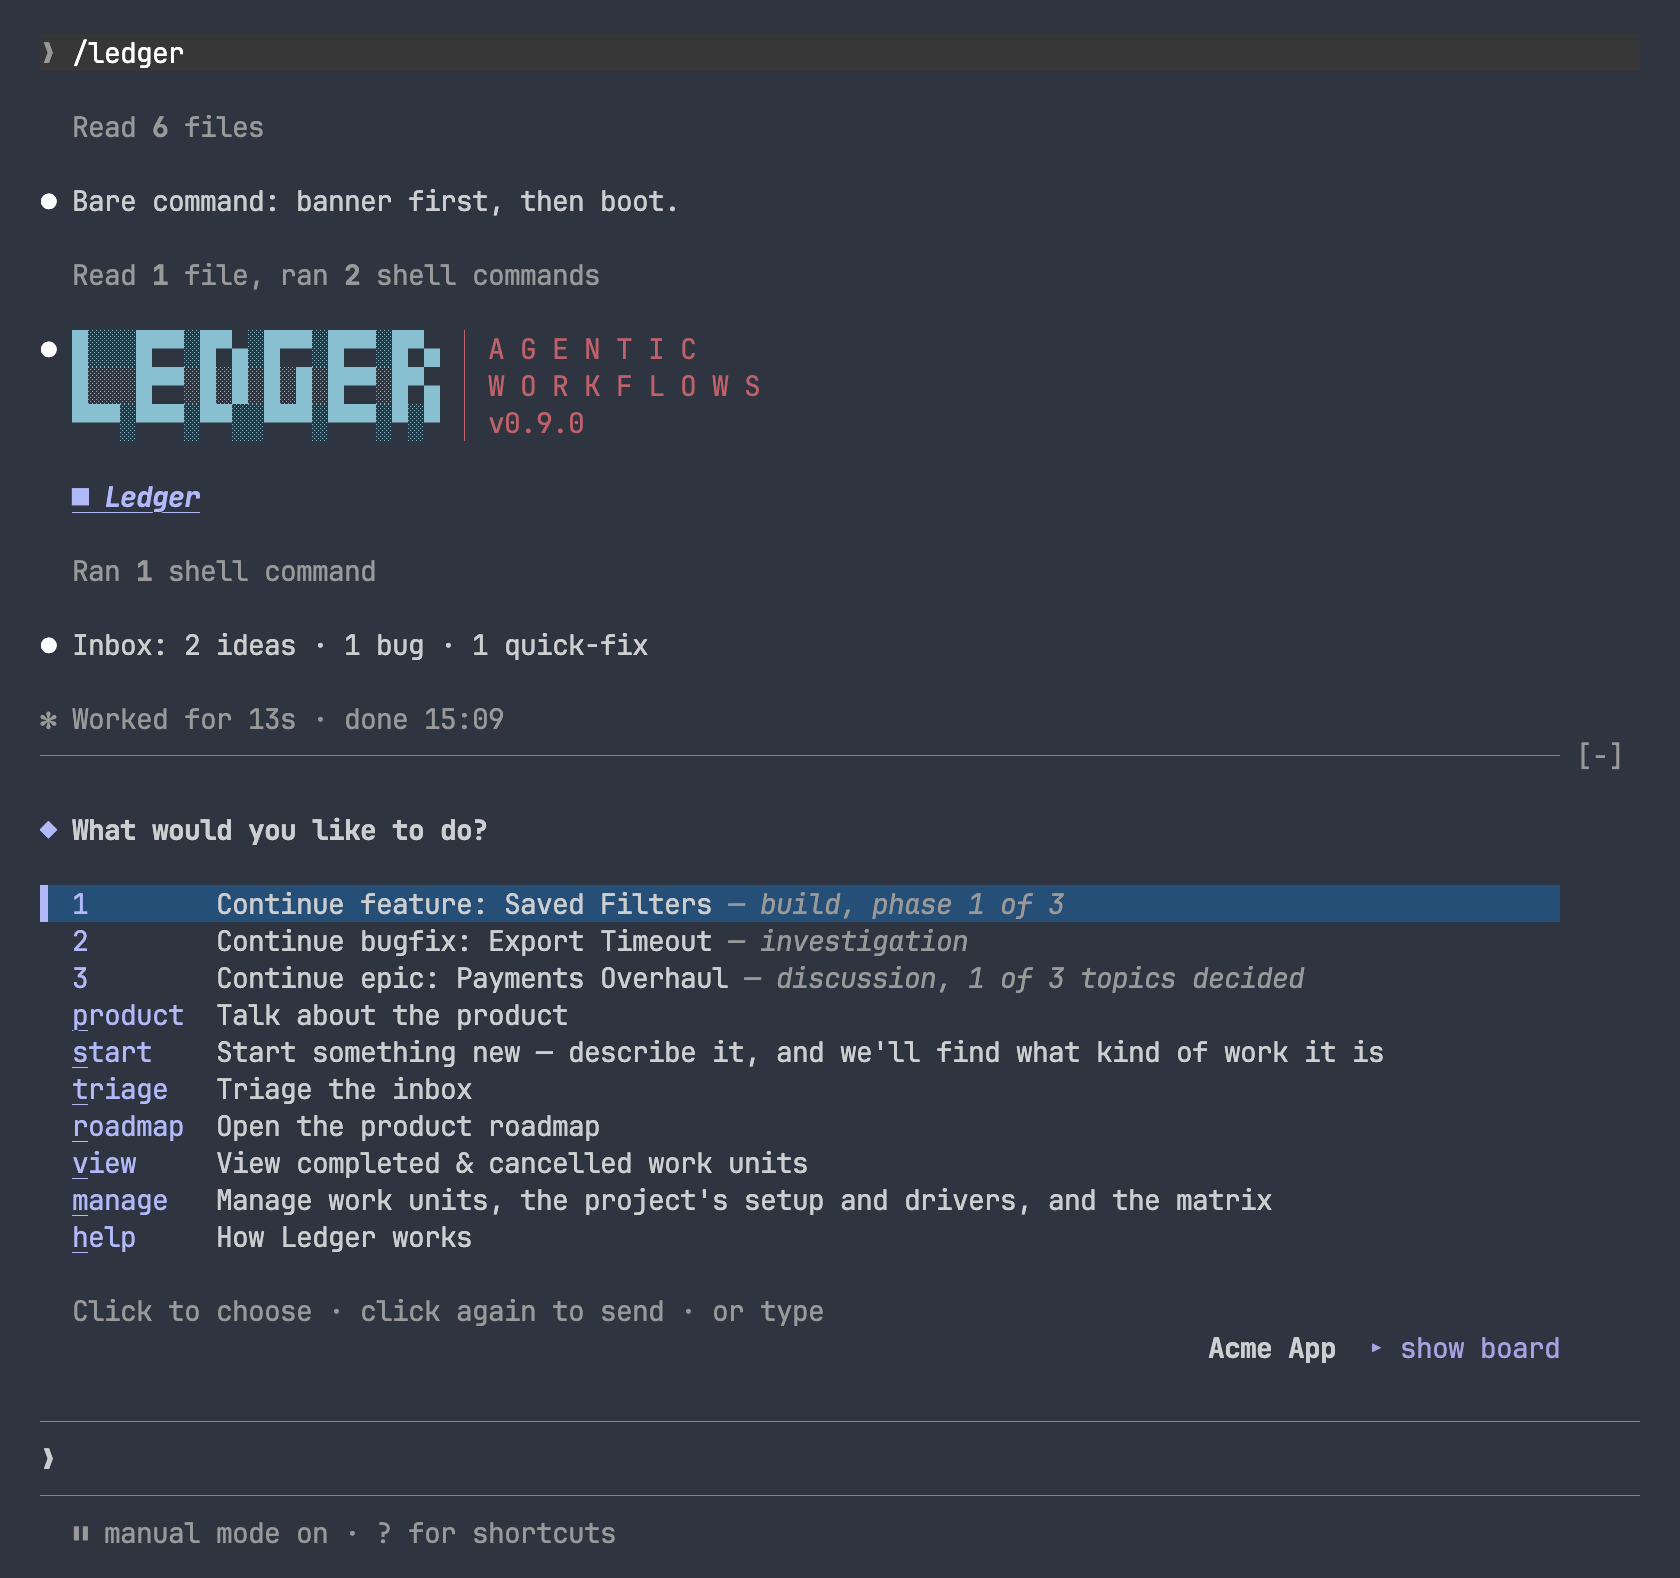 ❯ /ledger
Read 6 files
● Bare command: banner first, then boot.
Read 1 file, ran 2 shell commands
● LEDGER
AGENTIC
WORKFLOWS
v0.9.0
■ Ledger
Ran 1 shell command
● Inbox: 2 ideas · 1 bug · 1 quick-fix
✻ Worked for 13s · done 15:09
[-]
◆ What would you like to do?
1 Continue feature: Saved Filters — build, phase 1 of 3
2 Continue bugfix: Export Timeout — investigation
3 Continue epic: Payments Overhaul — discussion, 1 of 3 topics decided
product Talk about the product
start Start something new — describe it, and we'll find what kind of work it is
triage Triage the inbox
roadmap Open the product roadmap
view View completed & cancelled work units
manage Manage work units, the project's setup and drivers, and the matrix
help How Ledger works
Click to choose · click again to send · or type
Acme App ▸ show board
❯
⏸ manual mode on · ? for shortcuts